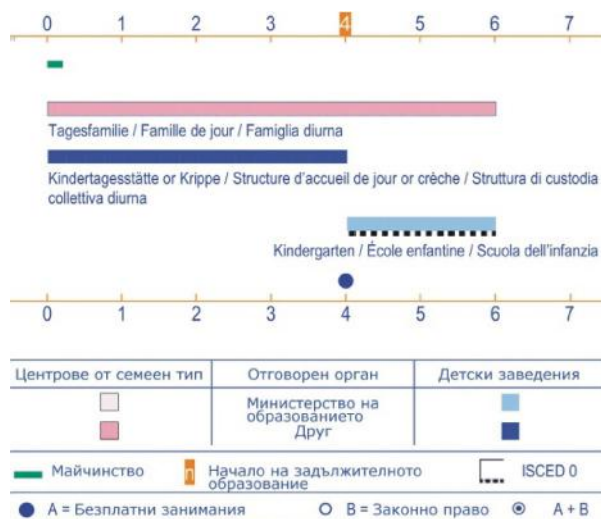 0 1 2 3 4 5 6 7
Tagesfamilie / Famille de jour / Famiglia diurna
Kindertagesstätte or Krippe / Structure d'accueil de jour or crèche / Struttura di custodia
collettiva diurna
Kindergarten / École enfantine / Scuola dell'infanzia
0 1 2 3 4 5 6 7
Центрове от семеен тип Отговорен орган Детски заведения
Министерство на
образованието
Друг
Майчинство n Начало на задължителното
образование ISCED 0
A = Безплатни занимания B = Законно право A + B